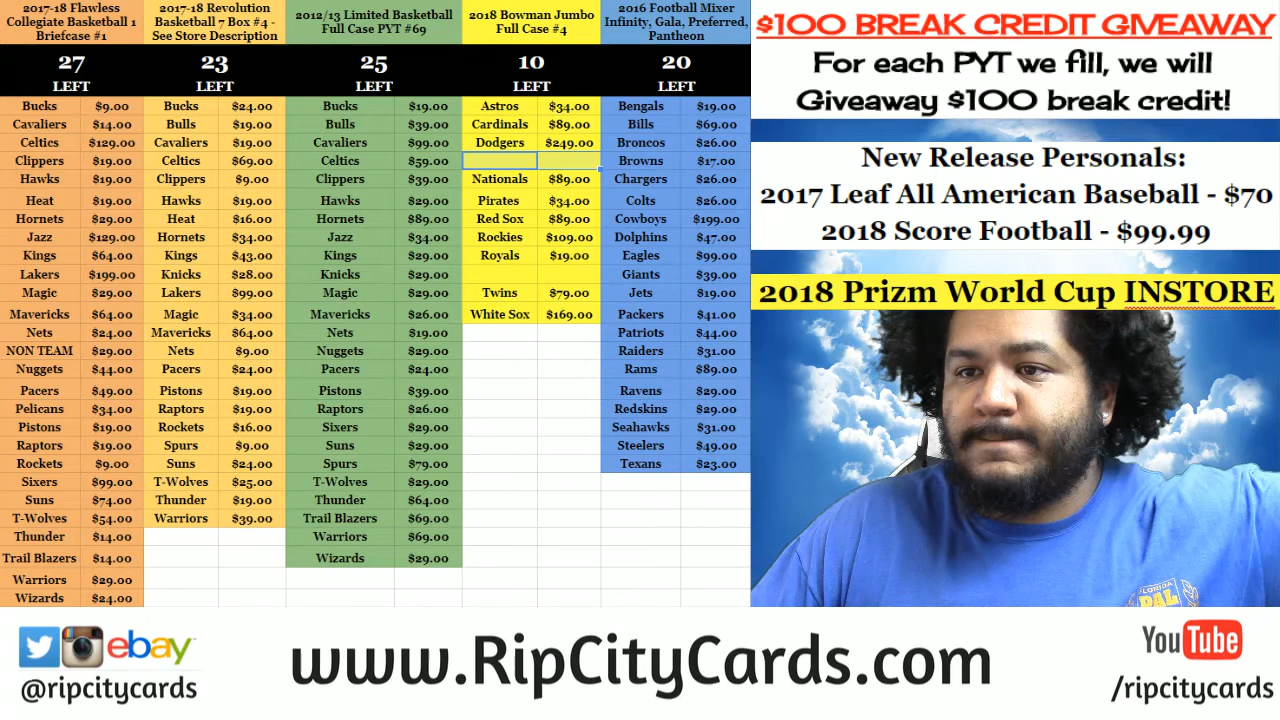 2017-18 Flawless
Collegiate Basketball 1
Briefcase #1
27
LEFT
Bucks $9.00
Cavaliers $14.00
Celtics $129.00
Clippers $19.00
Hawks $19.00
Heat $19.00
Hornets $29.00
Jazz $129.00
Kings $64.00
Lakers $199.00
Magic $29.00
Mavericks $64.00
Nets $24.00
NON TEAM $29.00
Nuggets $44.00
Pacers $49.00
Pelicans $34.00
Pistons $19.00
Raptors $19.00
Rockets $9.00
Sixers $99.00
Suns $74.00
T-Wolves $54.00
Thunder $14.00
Trail Blazers $14.00
Warriors $29.00
Wizards $24.00
2017-18 Revolution
Basketball 7 Box #4 -
See Store Description
23
LEFT
Bucks $24.00
Bulls $19.00
Cavaliers $19.00
Celtics $69.00
Clippers $9.00
Hawks $19.00
Heat $16.00
Hornets $34.00
Kings $43.00
Knicks $28.00
Lakers $99.00
Magic $34.00
Mavericks $64.00
Nets $9.00
Pacers $24.00
Pistons $19.00
Raptors $19.00
Rockets $16.00
Spurs $9.00
Suns $24.00
T-Wolves $25.00
Thunder $19.00
Warriors $39.00
2012/13 Limited Basketball
Full Case PYT #69
25
LEFT
Bucks $19.00
Bulls $39.00
Cavaliers $99.00
Celtics $59.00
Clippers $39.00
Hawks $29.00
Hornets $89.00
Jazz $34.00
Kings $29.00
Knicks $29.00
Magic $29.00
Mavericks $26.00
Nets $19.00
Nuggets $29.00
Pacers $24.00
Pistons $39.00
Raptors $26.00
Sixers $29.00
Suns $29.00
Spurs $79.00
T-Wolves $29.00
Thunder $64.00
Trail Blazers $69.00
Warriors $69.00
Wizards $29.00
2018 Bowman Jumbo
Full Case #4
10
LEFT
Astros $34.00
Cardinals $89.00
Dodgers $249.00
Nationals $89.00
Pirates $34.00
Red Sox $89.00
Rockies $109.00
Royals $19.00
Twins $79.00
White Sox $169.00
2016 Football Mixer
Infinity, Gala, Preferred,
Pantheon
20
LEFT
Bengals $19.00
Bills $69.00
Broncos $26.00
Browns $17.00
Chargers $26.00
Colts $26.00
Cowboys $199.00
Dolphins $47.00
Eagles $99.00
Giants $39.00
Jets $19.00
Packers $41.00
Patriots $44.00
Raiders $31.00
Rams $89.00
Ravens $29.00
Redskins $29.00
Seahawks $31.00
Steelers $49.00
Texans $23.00
$100 BREAK CREDIT GIVEAWAY
For each PYT we fill, we will
Giveaway $100 break credit!
New Release Personals:
2017 Leaf All American Baseball - $70
2018 Score Football - $99.99
2018 Prizm World Cup INSTORE
FLORIDA
PAL
ebay
@ripcitycards
www.RipCityCards.com
YouTube
/ripcitycards